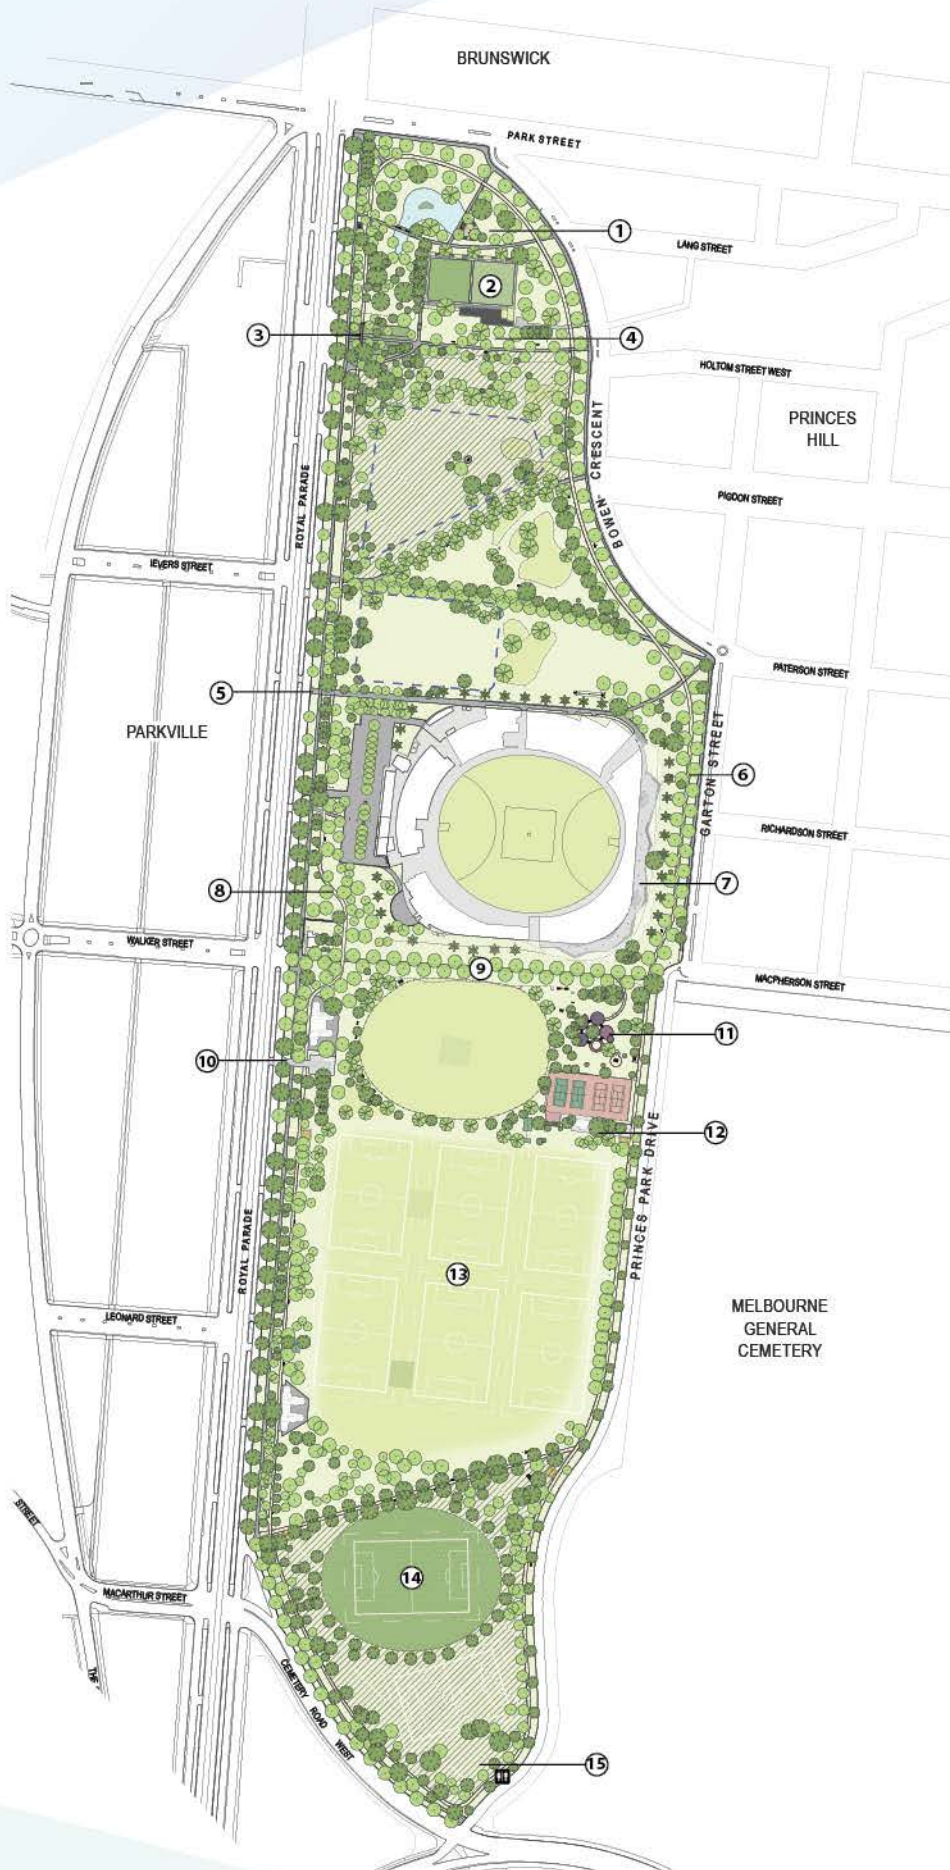 BRUNSWICK
PARK STREET
1
LANG STREET
2
3
4
HOLTOM STREET WEST
PRINCES
HILL
BOWEN CRESCENT
ROYAL PARADE
PIGDON STREET
IEVERS STREET
PATERSON STREET
5
PARKVILLE
GARTON STREET
6
RICHARDSON STREET
7
8
WALKER STREET
9
MACPHERSON STREET
10
11
12
PRINCES PARK DRIVE
ROYAL PARADE
13
MELBOURNE
GENERAL
CEMETERY
LEONARD STREET
STREET
14
MACARTHUR STREET
THE
CEMETERY ROAD WEST
15